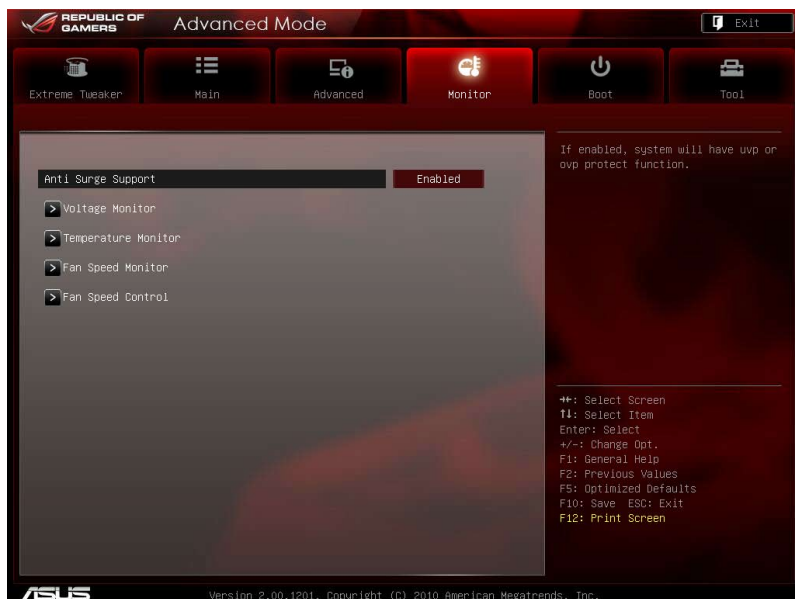 REPUBLIC OF
GAMERS
Advanced Mode
Exit
Extreme Tweaker
Main
Advanced
Monitor
Boot
Tool
If enabled, system will have uvp or
ovp protect function.
Anti Surge Support
Enabled
> Voltage Monitor
> Temperature Monitor
> Fan Speed Monitor
> Fan Speed Control
→←: Select Screen
↑↓: Select Item
Enter: Select
+/-: Change Opt.
F1: General Help
F2: Previous Values
F5: Optimized Defaults
F10: Save ESC: Exit
F12: Print Screen
ASUS
Version 2.00.1201. Copyright (C) 2010 American Megatrends, Inc.